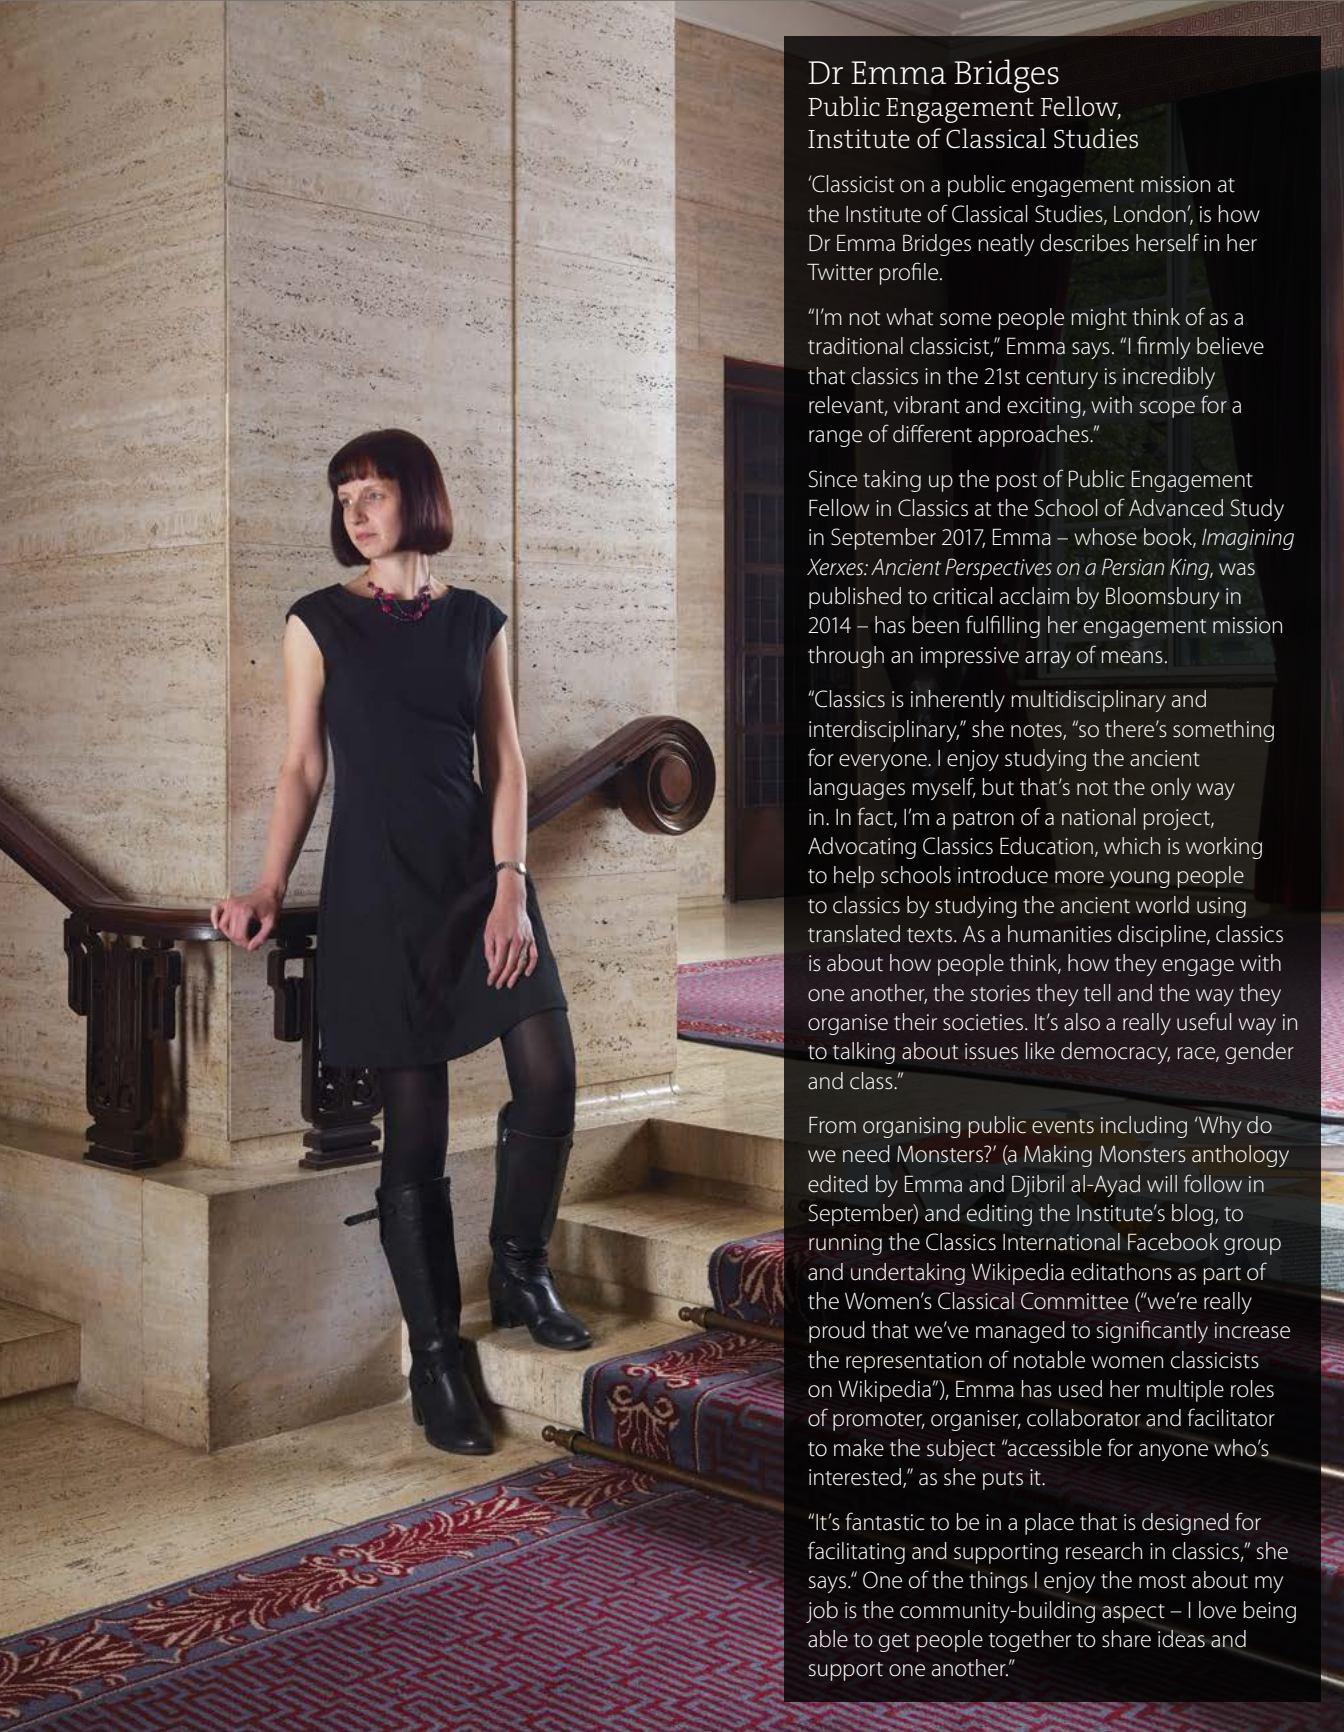 Dr Emma Bridges
Public Engagement Fellow,
Institute of Classical Studies
‘Classicist on a public engagement mission at
the Institute of Classical Studies, London’, is how
Dr Emma Bridges neatly describes herself in her
Twitter profile.
“I’m not what some people might think of as a
traditional classicist,” Emma says. “I firmly believe
that classics in the 21st century is incredibly
relevant, vibrant and exciting, with scope for a
range of different approaches.”
Since taking up the post of Public Engagement
Fellow in Classics at the School of Advanced Study
in September 2017, Emma – whose book, Imagining
Xerxes: Ancient Perspectives on a Persian King, was
published to critical acclaim by Bloomsbury in
2014 – has been fulfilling her engagement mission
through an impressive array of means.
“Classics is inherently multidisciplinary and
interdisciplinary,” she notes, “so there’s something
for everyone. I enjoy studying the ancient
languages myself, but that’s not the only way
in. In fact, I’m a patron of a national project,
Advocating Classics Education, which is working
to help schools introduce more young people
to classics by studying the ancient world using
translated texts. As a humanities discipline, classics
is about how people think, how they engage with
one another, the stories they tell and the way they
organise their societies. It’s also a really useful way in
to talking about issues like democracy, race, gender
and class.”
From organising public events including ‘Why do
we need Monsters?’ (a Making Monsters anthology
edited by Emma and Djibril al-Ayad will follow in
September) and editing the Institute’s blog, to
running the Classics International Facebook group
and undertaking Wikipedia editathons as part of
the Women’s Classical Committee (“we’re really
proud that we’ve managed to significantly increase
the representation of notable women classicists
on Wikipedia”), Emma has used her multiple roles
of promoter, organiser, collaborator and facilitator
to make the subject “accessible for anyone who’s
interested,” as she puts it.
“It’s fantastic to be in a place that is designed for
facilitating and supporting research in classics,” she
says.“ One of the things I enjoy the most about my
job is the community-building aspect – I love being
able to get people together to share ideas and
support one another.”